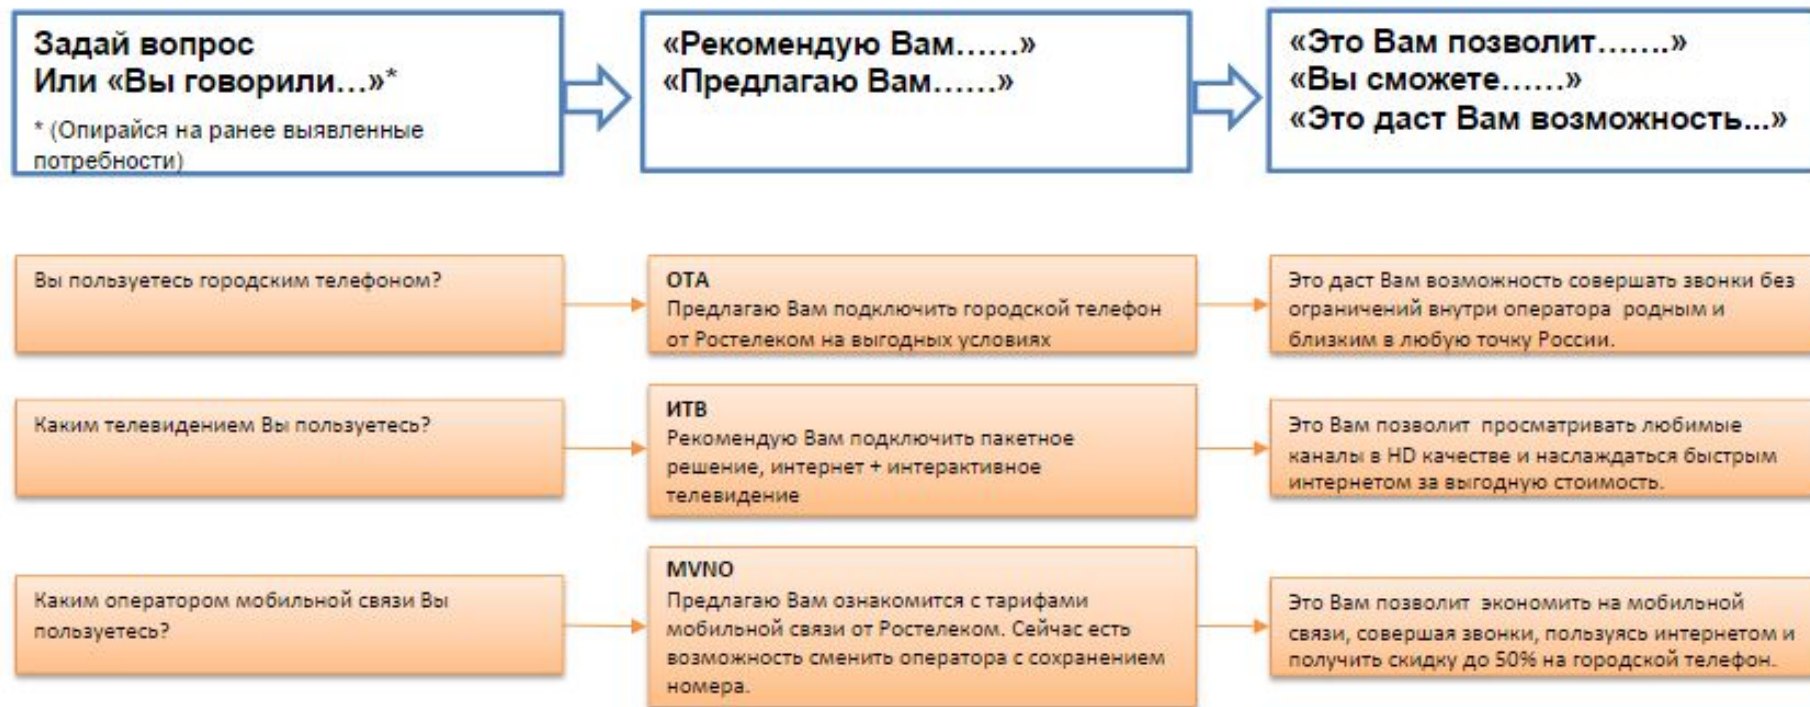 Задай вопрос
Или «Вы говорили…»*
* (Опирайся на ранее выявленные
потребности)
«Рекомендую Вам……»
«Предлагаю Вам……»
«Это Вам позволит…….»
«Вы сможете……»
«Это даст Вам возможность...»
Вы пользуетесь городским телефоном?
ОТА
Предлагаю Вам подключить городской телефон
от Ростелеком на выгодных условиях
Это даст Вам возможность совершать звонки без
ограничений внутри оператора родным и
близким в любую точку России.
Каким телевидением Вы пользуетесь?
ИТВ
Рекомендую Вам подключить пакетное
решение, интернет + интерактивное
телевидение
Это Вам позволит просматривать любимые
каналы в HD качестве и наслаждаться быстрым
интернетом за выгодную стоимость.
Каким оператором мобильной связи Вы
пользуетесь?
MVNO
Предлагаю Вам ознакомится с тарифами
мобильной связи от Ростелеком. Сейчас есть
возможность сменить оператора с сохранением
номера.
Это Вам позволит экономить на мобильной
связи, совершая звонки, пользуясь интернетом и
получить скидку до 50% на городской телефон.